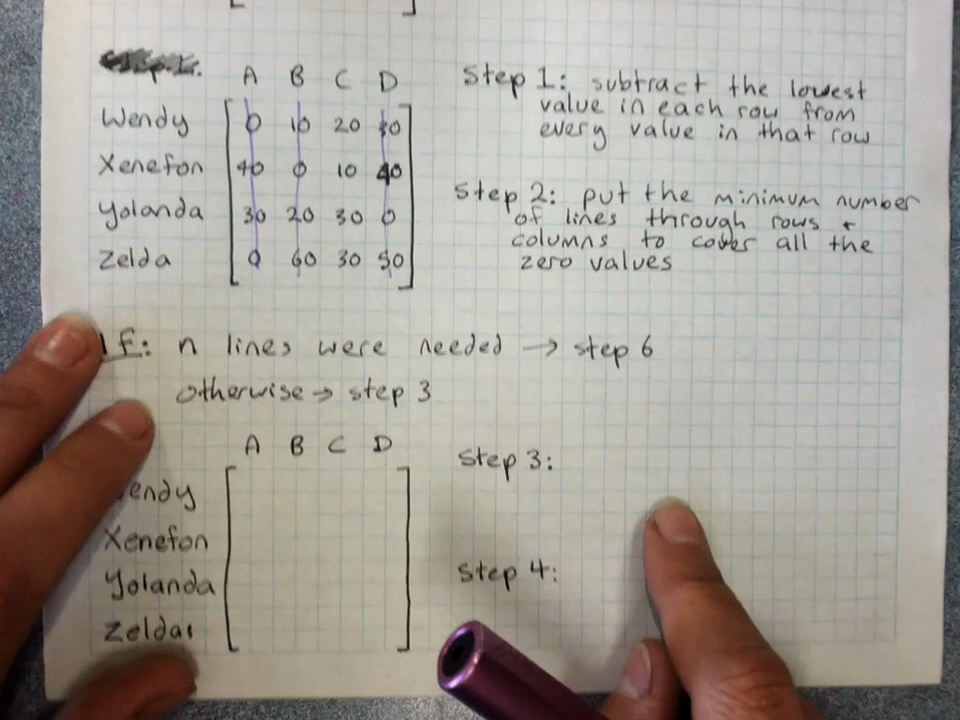 A B C D
Wendy 0 10 20 30
Xenefon 40 0 10 40
Yolanda 30 20 30 0
Zelda 0 60 30 50
Step 1: subtract the lowest
value in each row from
every value in that row
Step 2: put the minimum number
of lines through rows +
columns to cover all the
zero values
If: n lines were needed → step 6
otherwise → step 3
A B C D
endy
Xenefon
Yolanda
Zelda
Step 3:
Step 4: